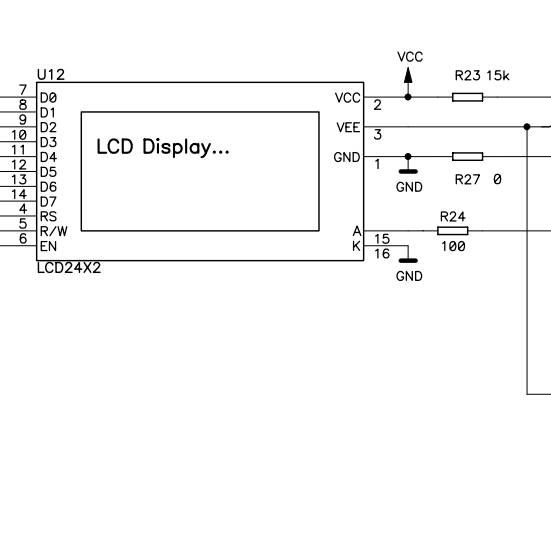 VCC
U12
R23 15k
7 D0 VCC 2
8 D1
9 D2 VEE 3
10 D3
11 D4 GND 1
12 D5
13 D6
14 D7
4 RS
5 R/W A 15
6 EN K 16
LCD Display...
GND
R27 0
R24
100
LCD24X2
GND